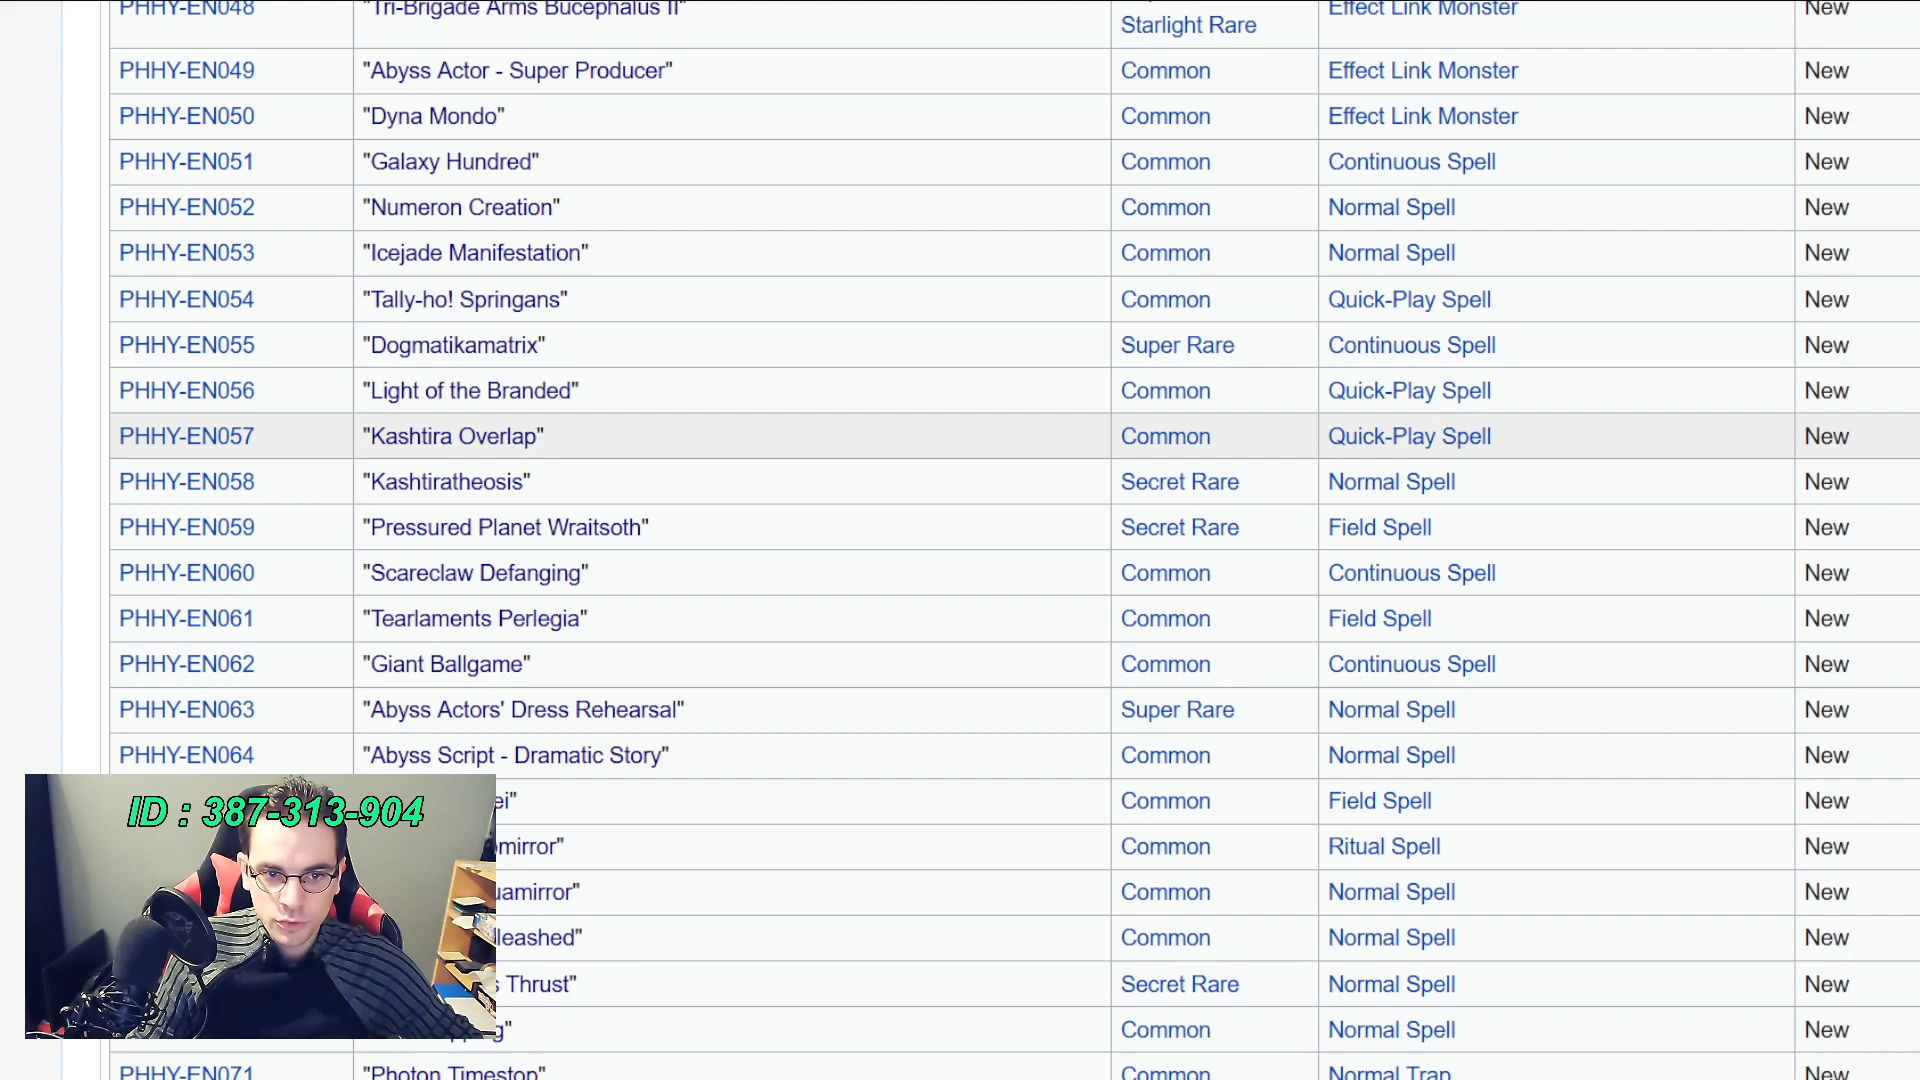 PHHY-EN048 "Tri-Brigade Arms Bucephalus II" Starlight Rare Effect Link Monster New
PHHY-EN049 "Abyss Actor - Super Producer" Common Effect Link Monster New
PHHY-EN050 "Dyna Mondo" Common Effect Link Monster New
PHHY-EN051 "Galaxy Hundred" Common Continuous Spell New
PHHY-EN052 "Numeron Creation" Common Normal Spell New
PHHY-EN053 "Icejade Manifestation" Common Normal Spell New
PHHY-EN054 "Tally-ho! Springans" Common Quick-Play Spell New
PHHY-EN055 "Dogmatikamatrix" Super Rare Continuous Spell New
PHHY-EN056 "Light of the Branded" Common Quick-Play Spell New
PHHY-EN057 "Kashtira Overlap" Common Quick-Play Spell New
PHHY-EN058 "Kashtiratheosis" Secret Rare Normal Spell New
PHHY-EN059 "Pressured Planet Wraitsoth" Secret Rare Field Spell New
PHHY-EN060 "Scareclaw Defanging" Common Continuous Spell New
PHHY-EN061 "Tearlaments Perlegia" Common Field Spell New
PHHY-EN062 "Giant Ballgame" Common Continuous Spell New
PHHY-EN063 "Abyss Actors' Dress Rehearsal" Super Rare Normal Spell New
PHHY-EN064 "Abyss Script - Dramatic Story" Common Normal Spell New
ID : 387-313-904
ei" Common Field Spell New
mirror" Common Ritual Spell New
uamirror" Common Normal Spell New
leashed" Common Normal Spell New
Thrust" Secret Rare Normal Spell New
Common Normal Spell New
PHHY-EN071 "Photon Timestop" Common Normal Trap New